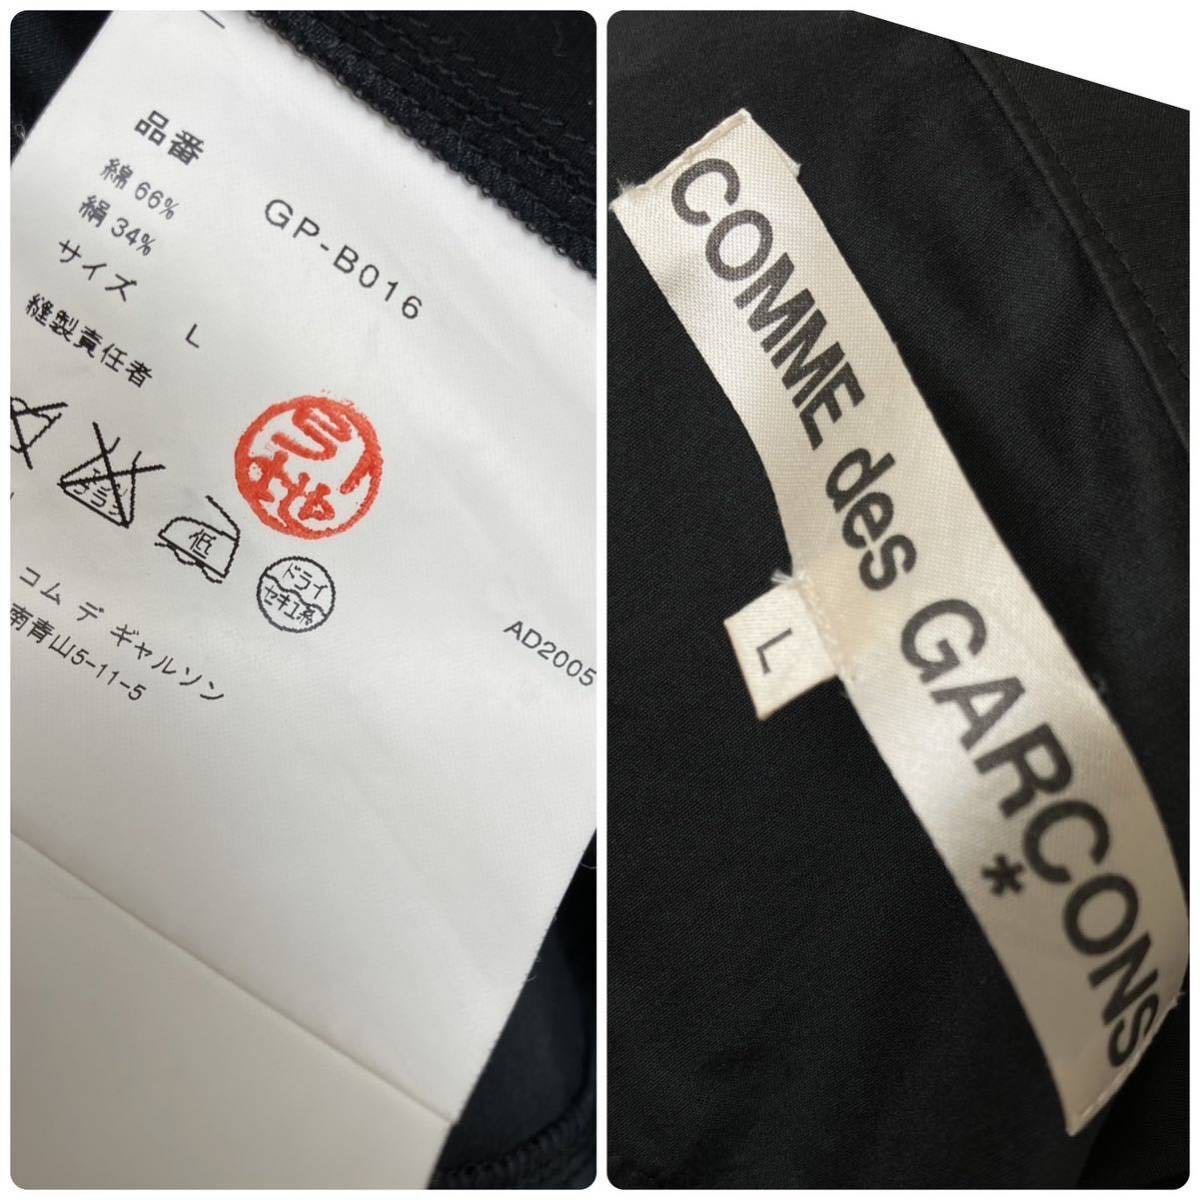 品番 GP-B016
綿 66%
絹 34%
サイズ L
縫製責任者
低
ドライ
セキユ系
コム デ ギャルソン
南青山5-11-5
AD2005
COMME des GARÇONS
*
L